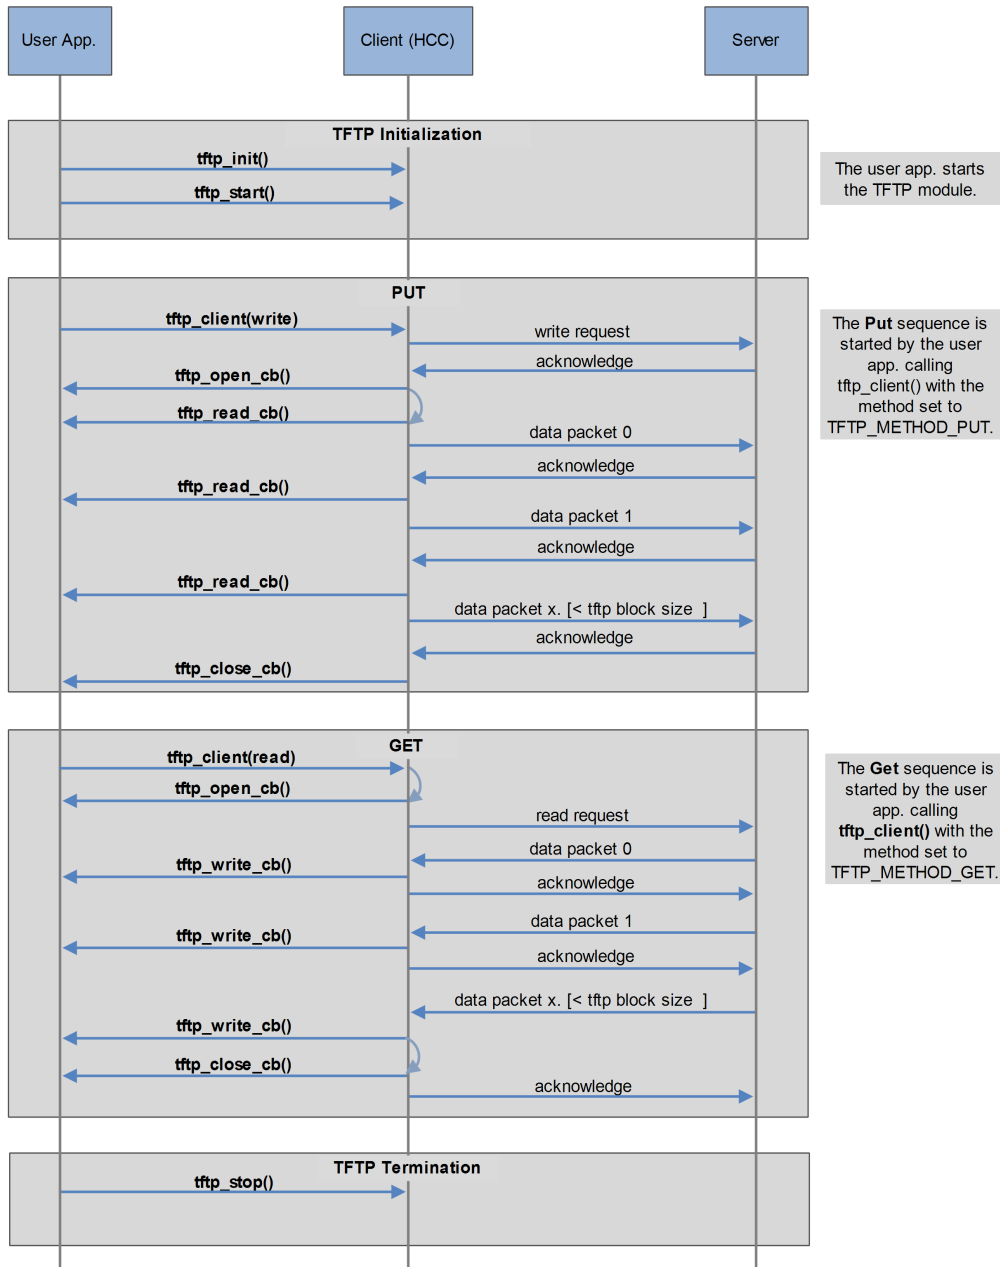 User App.
Client (HCC)
Server
TFTP Initialization
tftp_init()
tftp_start()
The user app. starts
the TFTP module.
PUT
tftp_client(write)
write request
acknowledge
tftp_open_cb()
tftp_read_cb()
data packet 0
acknowledge
tftp_read_cb()
data packet 1
acknowledge
tftp_read_cb()
data packet x. [< tftp block size  ]
acknowledge
tftp_close_cb()
The Put sequence is
started by the user
app. calling
tftp_client() with the
method set to
TFTP_METHOD_PUT.
GET
tftp_client(read)
tftp_open_cb()
read request
data packet 0
tftp_write_cb()
acknowledge
data packet 1
tftp_write_cb()
acknowledge
data packet x. [< tftp block size  ]
tftp_write_cb()
tftp_close_cb()
acknowledge
The Get sequence is
started by the user
app. calling
tftp_client() with the
method set to
TFTP_METHOD_GET.
TFTP Termination
tftp_stop()